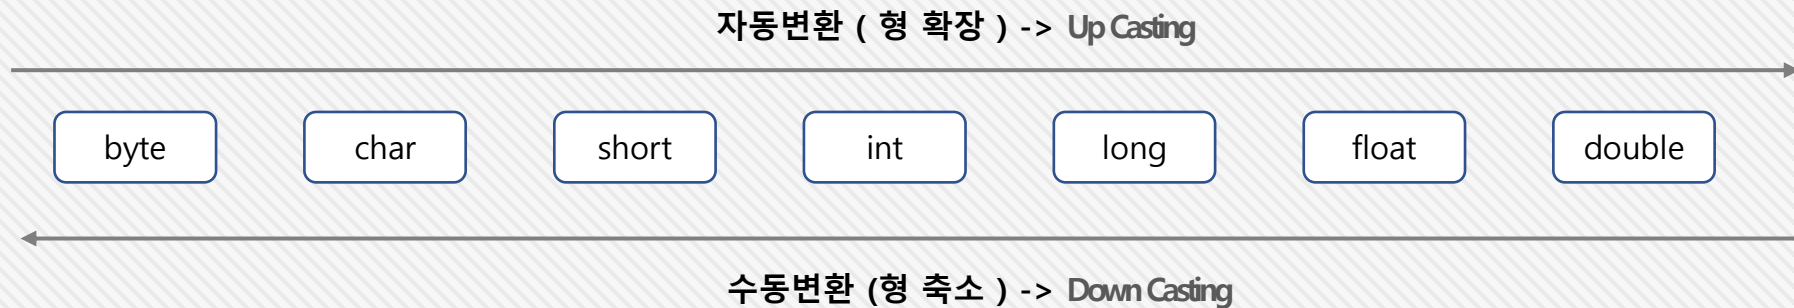 자동변환 ( 형 확장 ) -> Up Casting
byte char short int long float double
수동변환 (형 축소 ) -> Down Casting